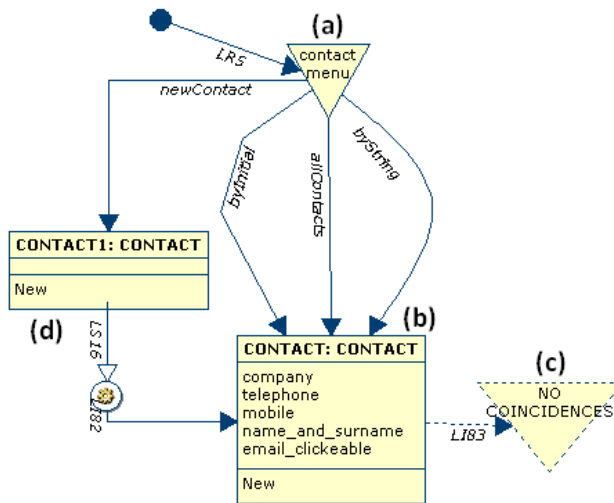 (a)
contact
menu
LR5
newContact
byInitial
allContacts
byString
CONTACT1: CONTACT
New
(d)
LS16
LI82
(b)
CONTACT: CONTACT
company
telephone
mobile
name_and_surname
email_clickeable
New
LI83
(c)
NO
COINCIDENCES